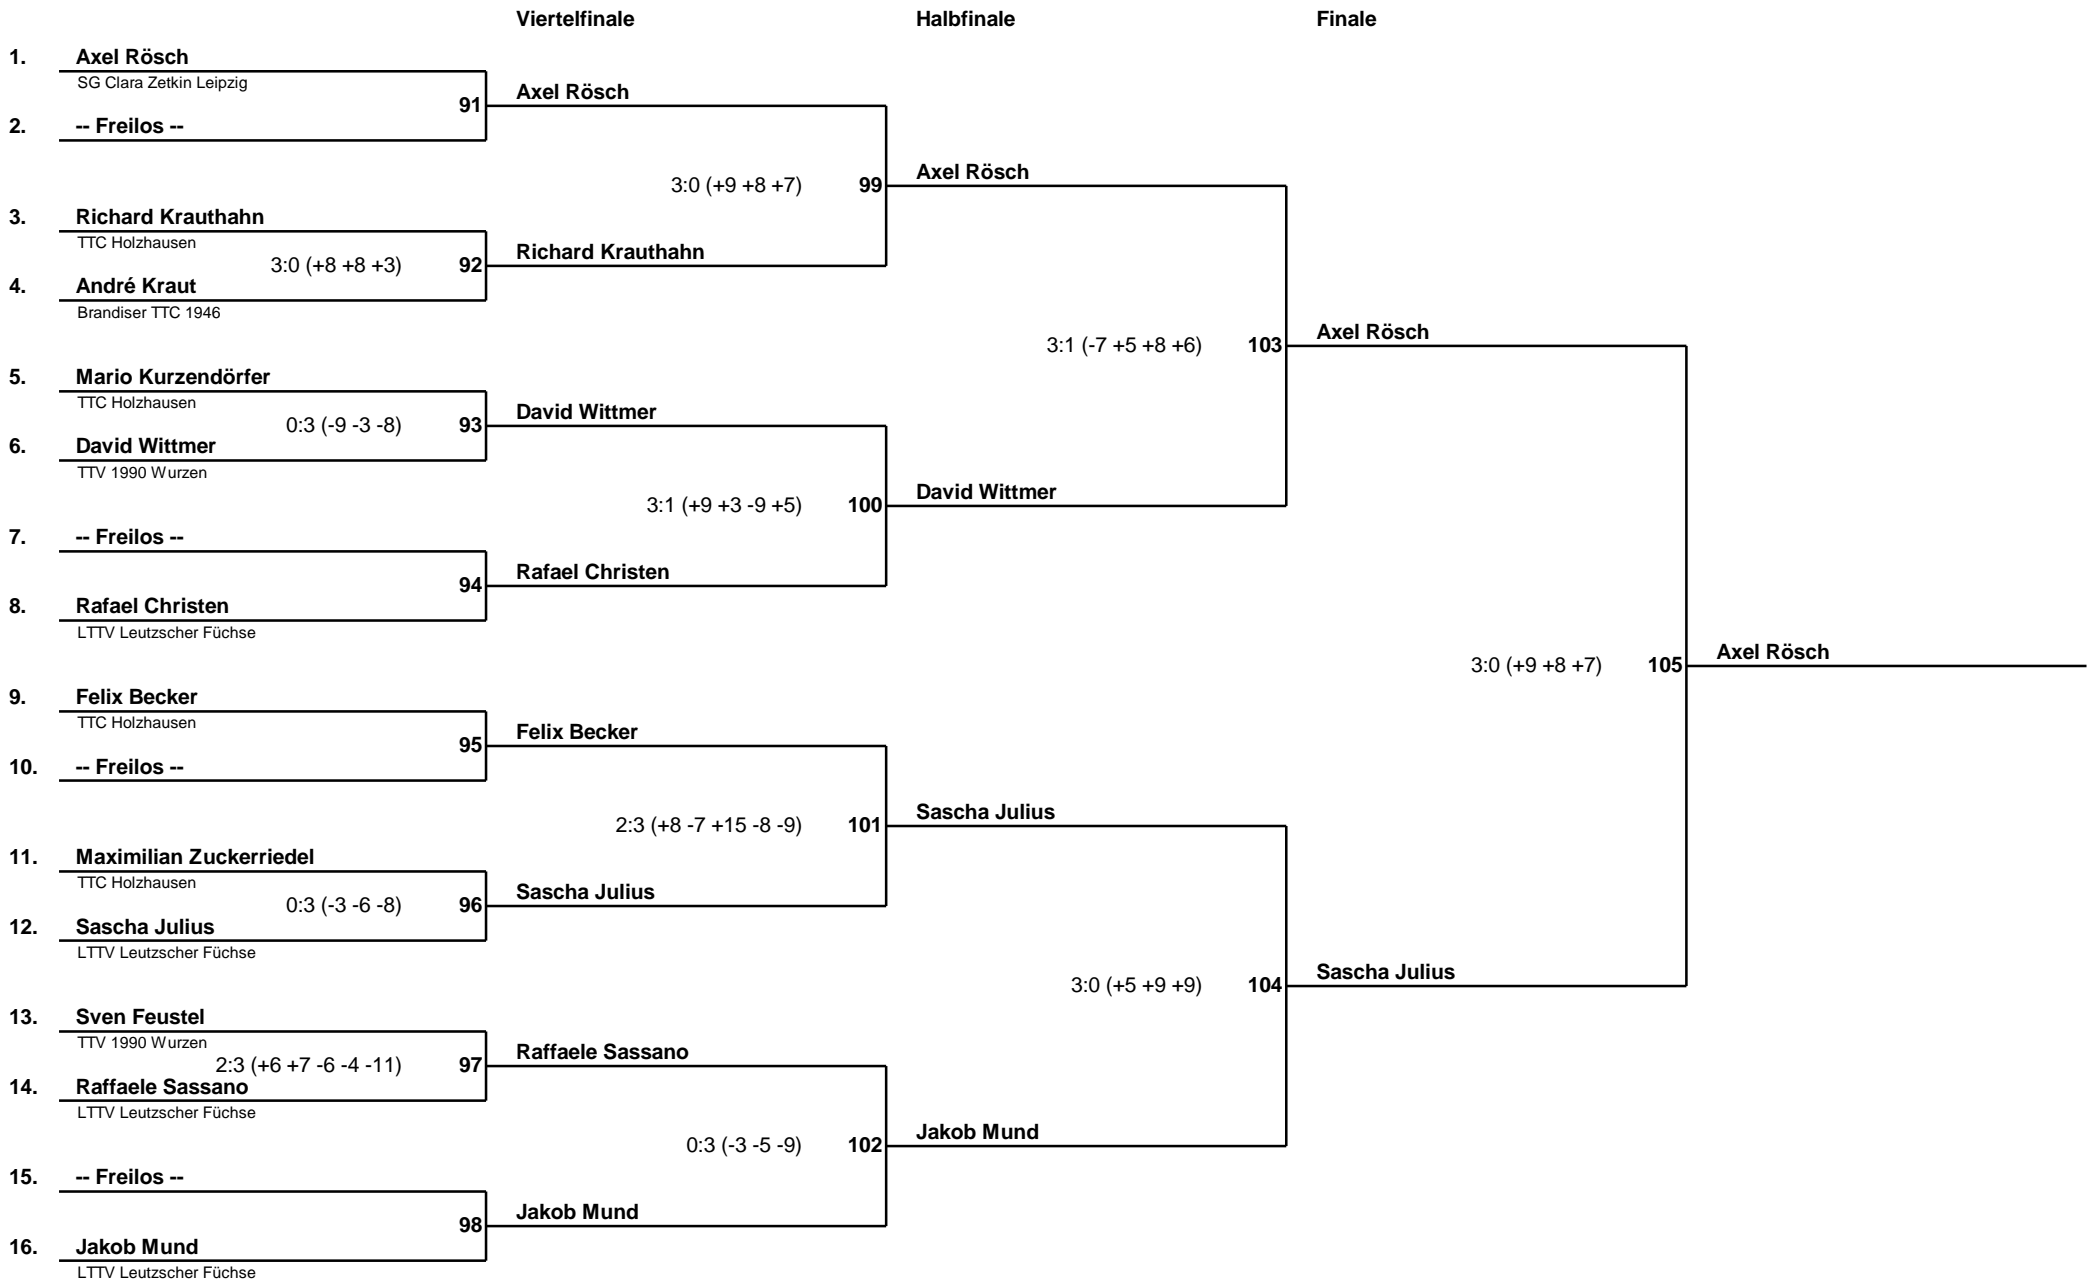 Viertelfinale Halbfinale Finale
1. Axel Rösch
SG Clara Zetkin Leipzig
91 Axel Rösch
2. -- Freilos --
3:0 (+9 +8 +7) 99 Axel Rösch
3. Richard Krauthahn
TTC Holzhausen
3:0 (+8 +8 +3) 92 Richard Krauthahn
4. André Kraut
Brandiser TTC 1946
3:1 (-7 +5 +8 +6) 103 Axel Rösch
5. Mario Kurzendörfer
TTC Holzhausen
0:3 (-9 -3 -8) 93 David Wittmer
6. David Wittmer
TTV 1990 Wurzen
3:1 (+9 +3 -9 +5) 100 David Wittmer
7. -- Freilos --
94 Rafael Christen
8. Rafael Christen
LTTV Leutzscher Füchse
3:0 (+9 +8 +7) 105 Axel Rösch
9. Felix Becker
TTC Holzhausen
95 Felix Becker
10. -- Freilos --
2:3 (+8 -7 +15 -8 -9) 101 Sascha Julius
11. Maximilian Zuckerriedel
TTC Holzhausen
0:3 (-3 -6 -8) 96 Sascha Julius
12. Sascha Julius
LTTV Leutzscher Füchse
3:0 (+5 +9 +9) 104 Sascha Julius
13. Sven Feustel
TTV 1990 Wurzen
2:3 (+6 +7 -6 -4 -11) 97 Raffaele Sassano
14. Raffaele Sassano
LTTV Leutzscher Füchse
0:3 (-3 -5 -9) 102 Jakob Mund
15. -- Freilos --
98 Jakob Mund
16. Jakob Mund
LTTV Leutzscher Füchse